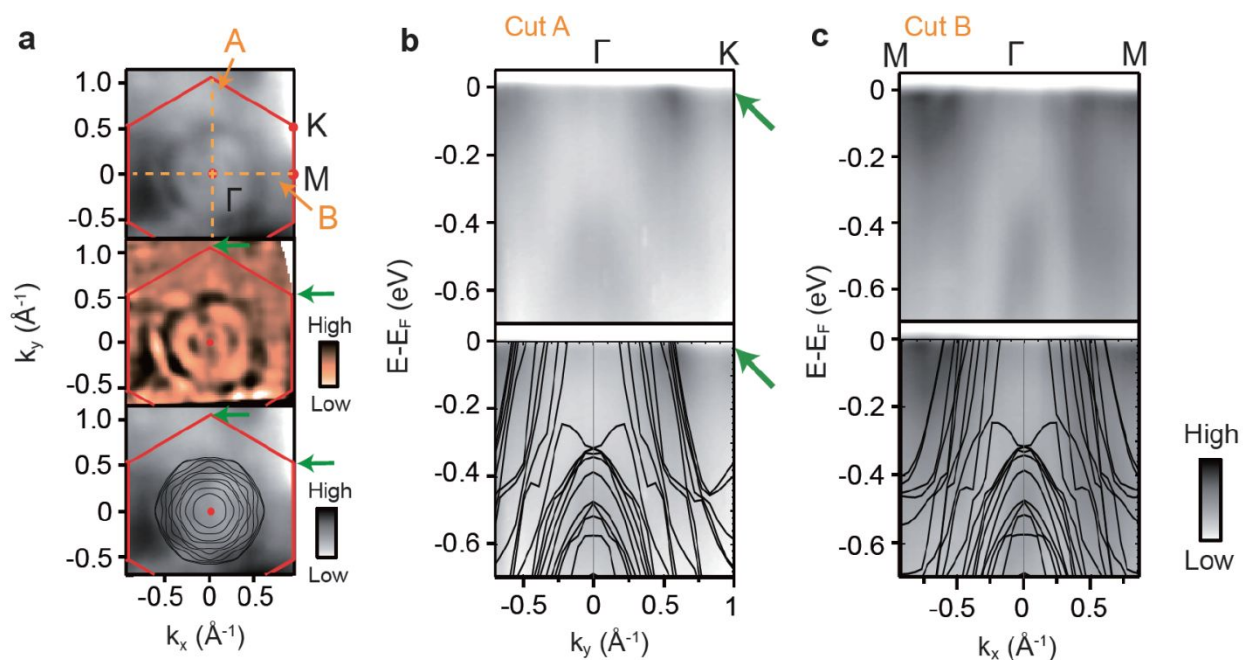 a
A
1.0
0.5
0
-0.5
K
M
Γ
B
1.0
0.5
0
-0.5
High
Low
1.0
0.5
0
-0.5
High
Low
-0.5 0 0.5
kx (Å-1)
ky (Å-1)
b Cut A
Γ K
0
-0.2
-0.4
-0.6
0
-0.2
-0.4
-0.6
E-EF (eV)
0 0.5 1
ky (Å-1)
c Cut B
M Γ M
0
-0.2
-0.4
-0.6
0
-0.2
-0.4
-0.6
E-EF (eV)
-0.5 0 0.5
kx (Å-1)
High
Low